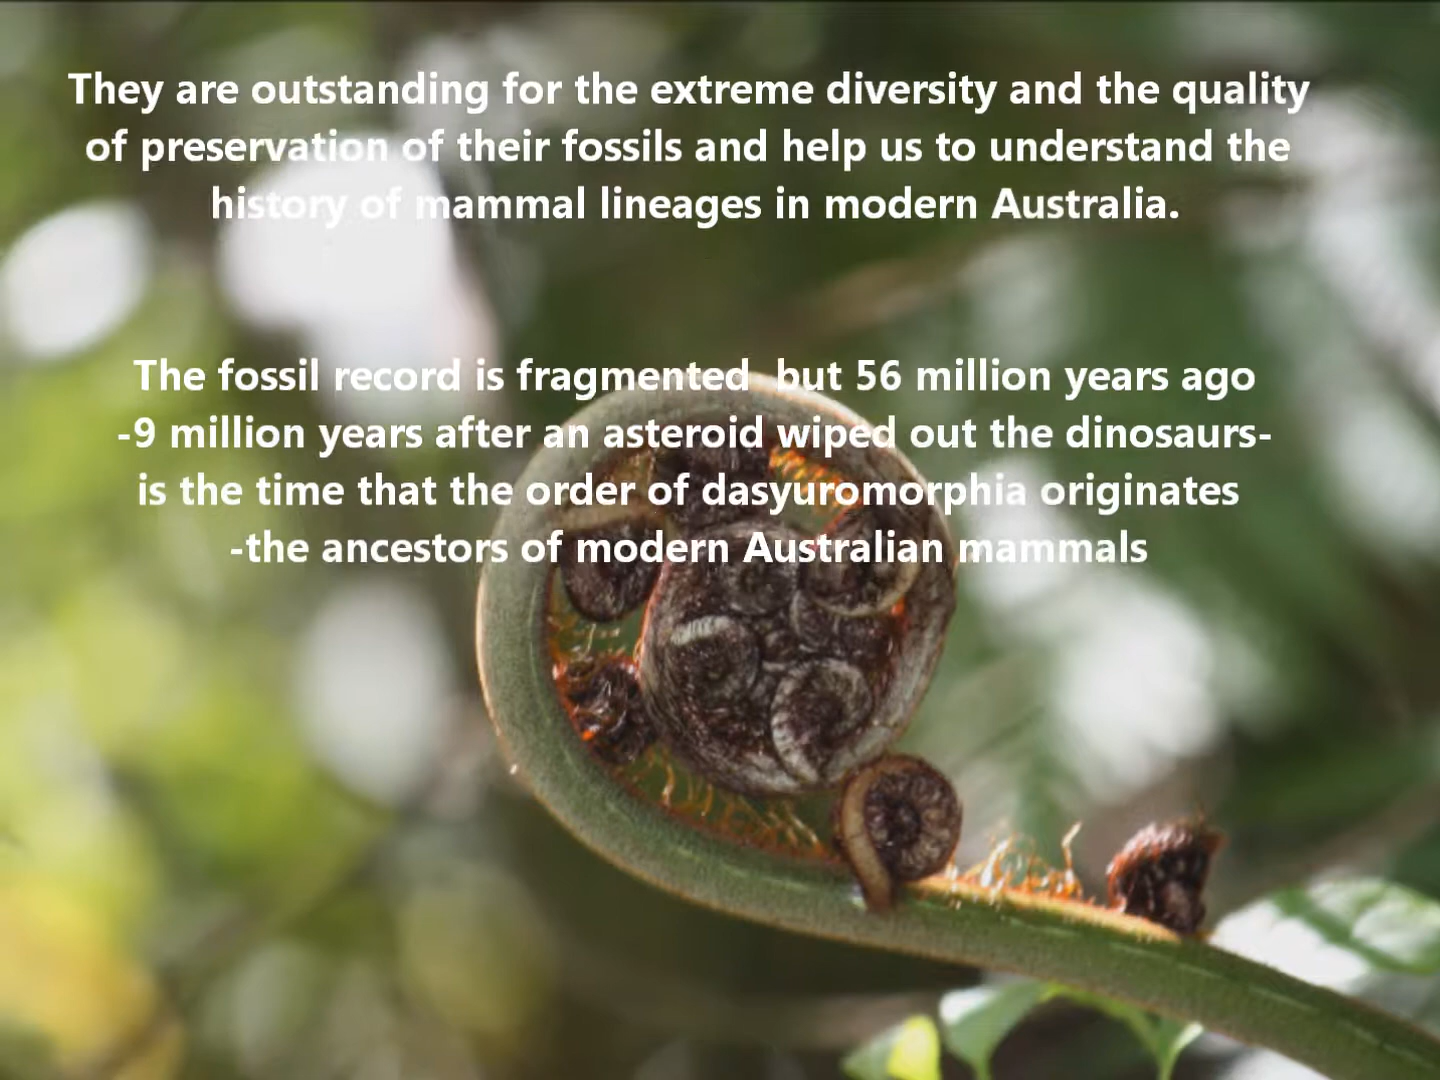 They are outstanding for the extreme diversity and the quality
of preservation of their fossils and help us to understand the
history of mammal lineages in modern Australia.
The fossil record is fragmented  but 56 million years ago
-9 million years after an asteroid wiped out the dinosaurs-
is the time that the order of dasyuromorphia originates
-the ancestors of modern Australian mammals